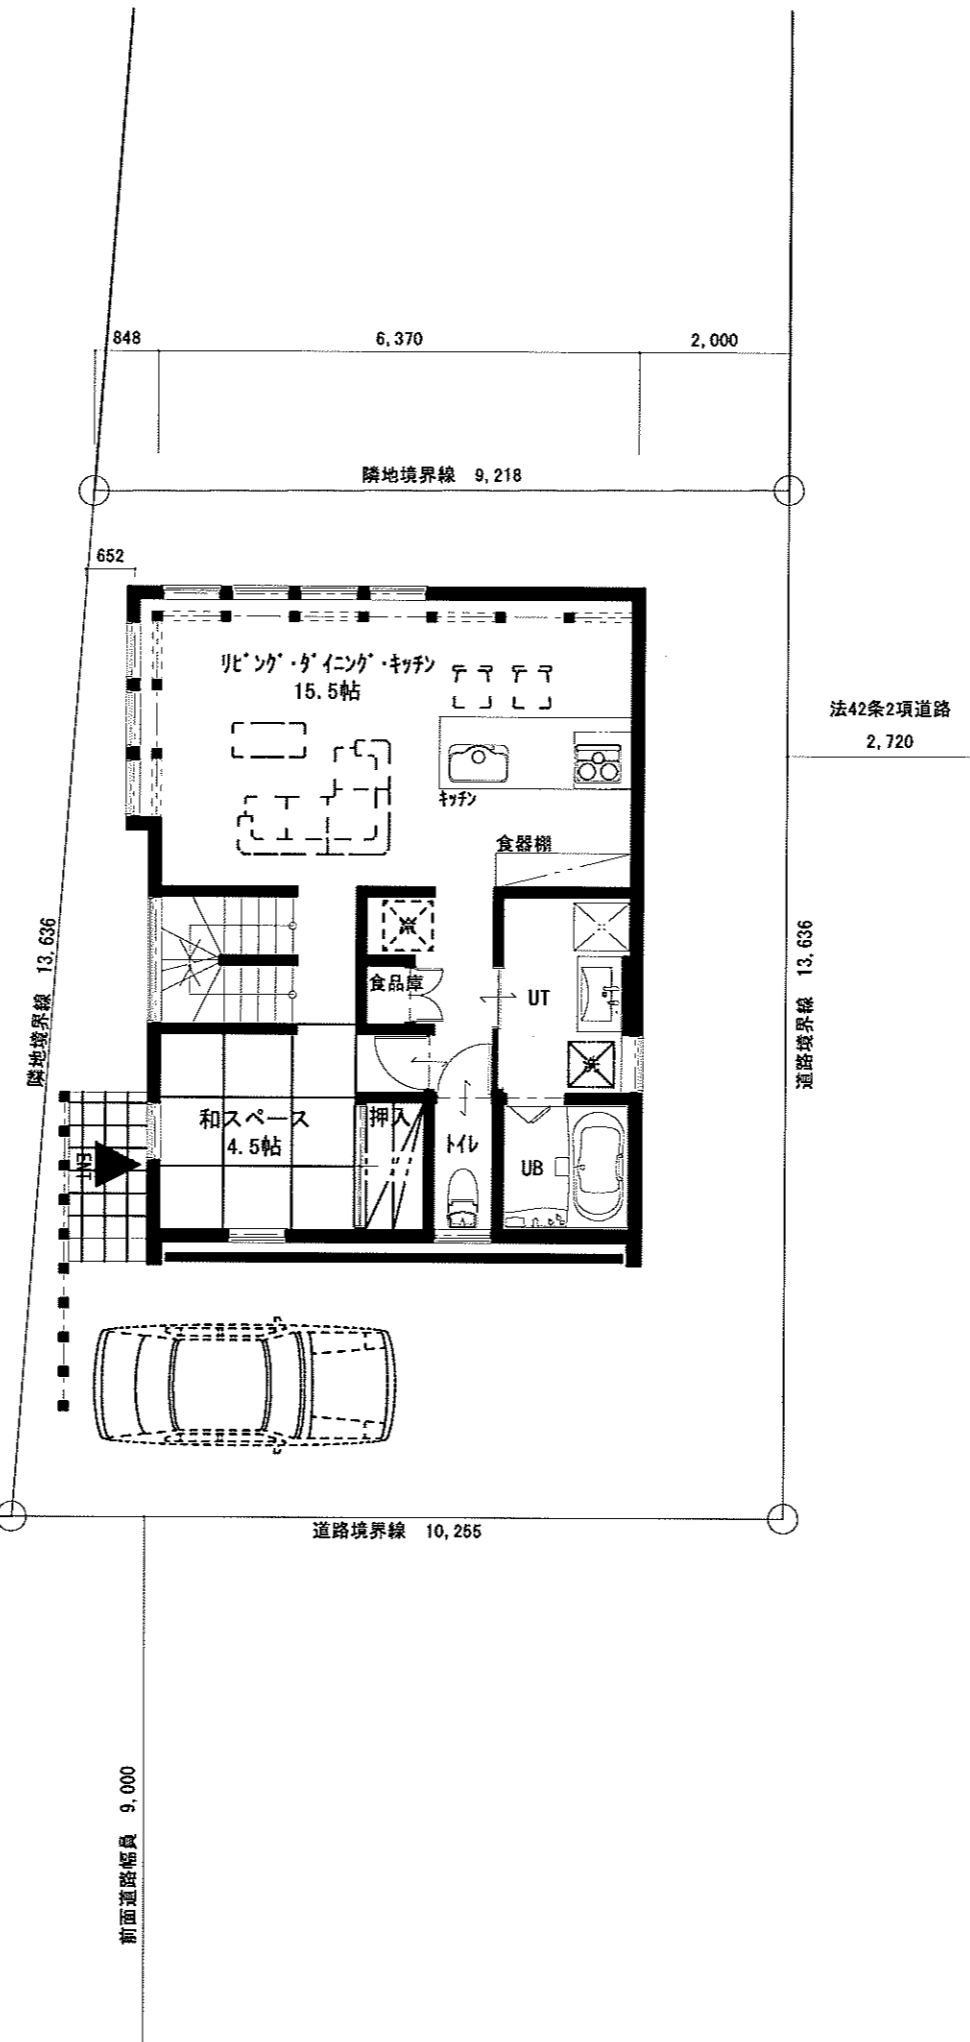 848
6,370
2,000
隣地境界線 9,218
652
リビング・ダイニング・キッチン
15.5帖
法42条2項道路
2,720
キッチン
食器棚
冷
食品庫
UT
洗
隣地境界線 13,636
道路境界線 13,636
和スペース
4.5帖
押入
トイレ
UB
ENT
道路境界線 10,255
前面道路幅員 9,000